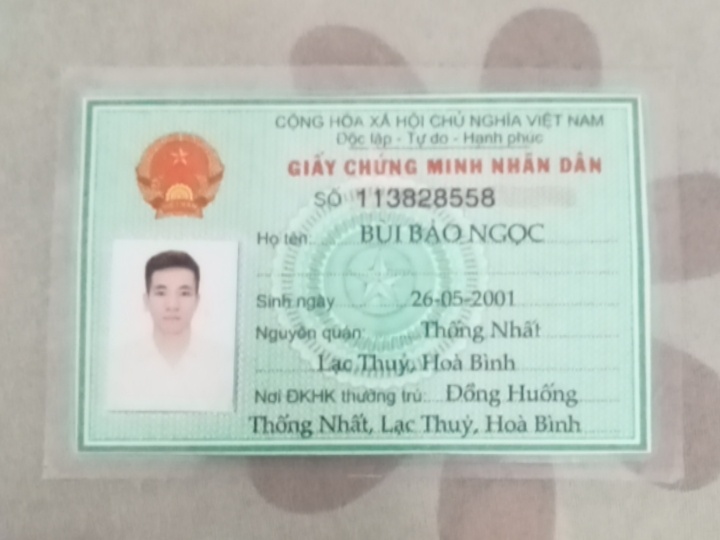 CỘNG HÒA XÃ HỘI CHỦ NGHĨA VIỆT NAM
Độc lập - Tự do - Hạnh phúc
GIẤY CHỨNG MINH NHÂN DÂN
SỐ 113828558
Họ tên BÙI BẢO NGỌC
Sinh ngày 26-05-2001
Nguyên quán: Thống Nhất
Lạc Thuỷ, Hoà Bình
Nơi ĐKHK thường trú: Đồng Huống
Thống Nhất, Lạc Thuỷ, Hoà Bình